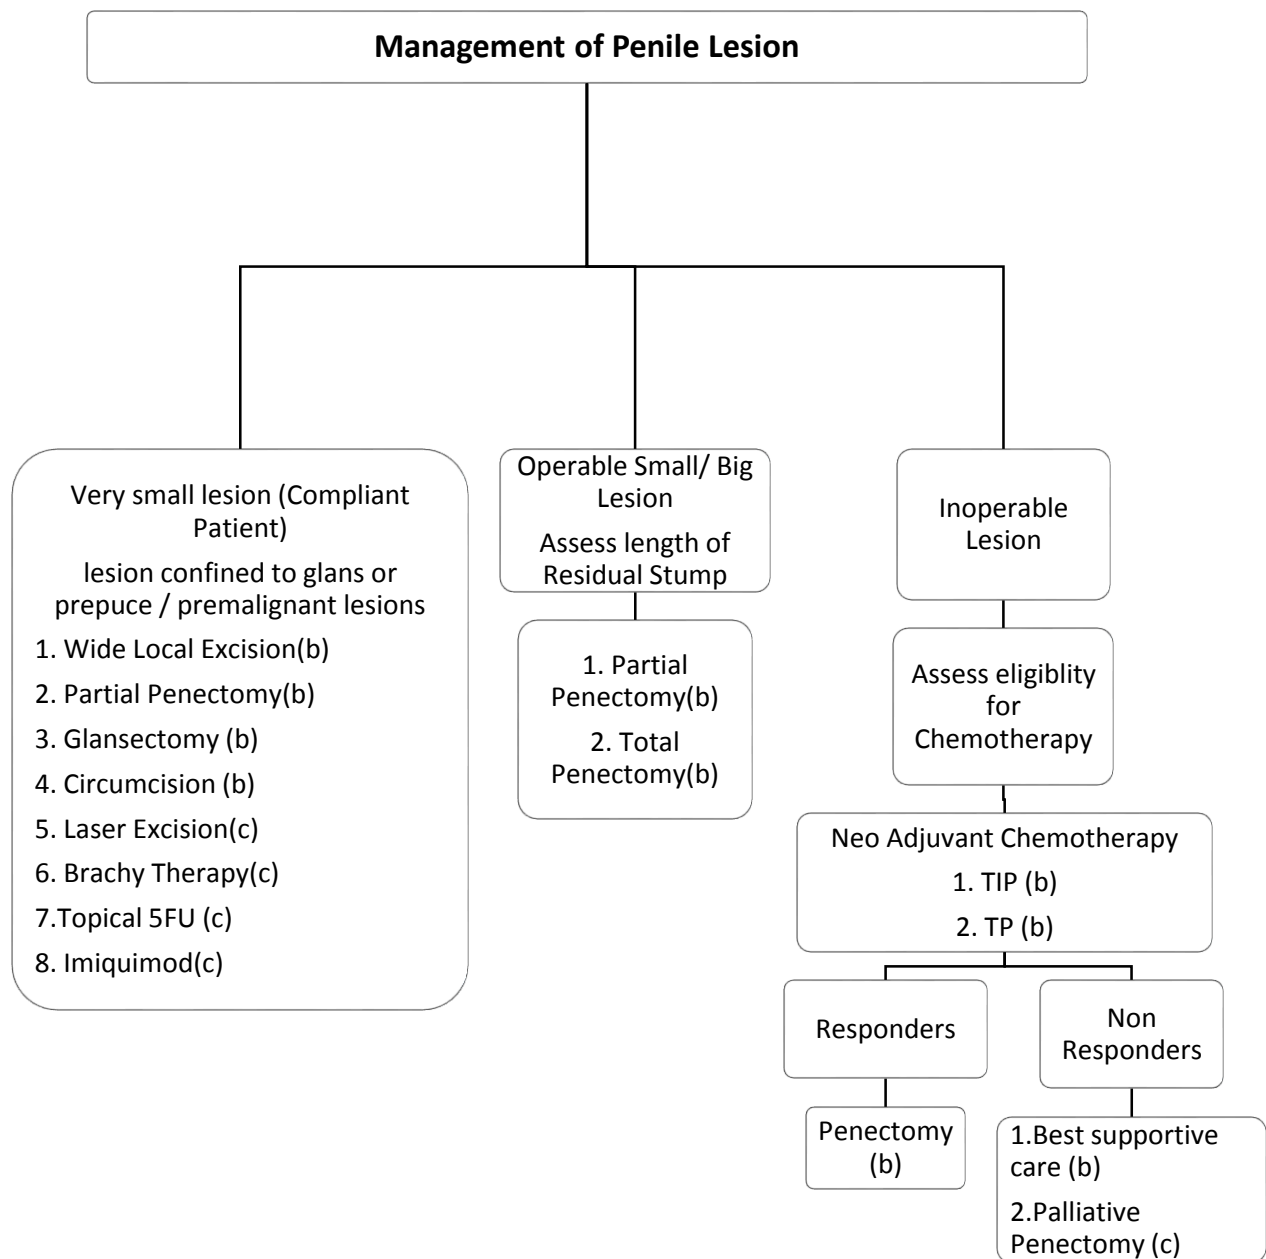 Management of Penile Lesion
Very small lesion (Compliant
Patient)
lesion confined to glans or
prepuce / premalignant lesions
1. Wide Local Excision(b)
2. Partial Penectomy(b)
3. Glansectomy (b)
4. Circumcision (b)
5. Laser Excision(c)
6. Brachy Therapy(c)
7.Topical 5FU (c)
8. Imiquimod(c)
Operable Small/ Big
Lesion
Assess length of
Residual Stump
1. Partial
Penectomy(b)
2. Total
Penectomy(b)
Inoperable
Lesion
Assess eligiblity
for
Chemotherapy
Neo Adjuvant Chemotherapy
1. TIP (b)
2. TP (b)
Responders
Penectomy
(b)
Non
Responders
1.Best supportive
care (b)
2.Palliative
Penectomy (c)